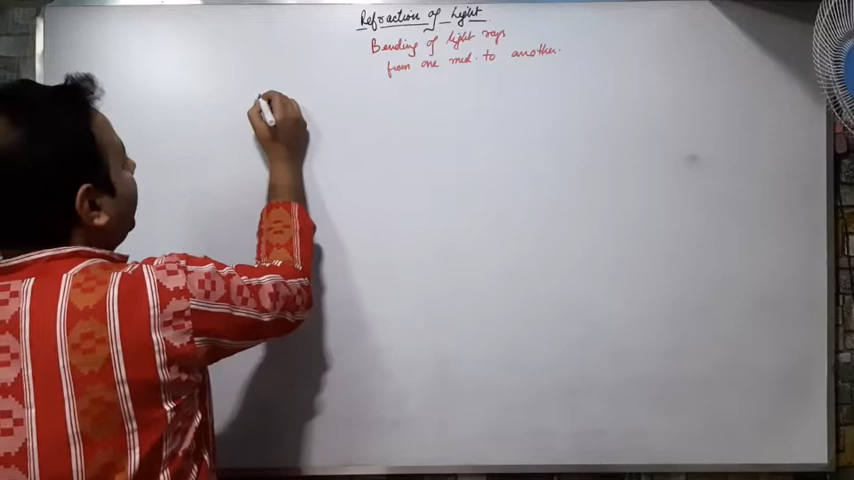 Refraction of Light
Bending of light rays
from one med. to another.